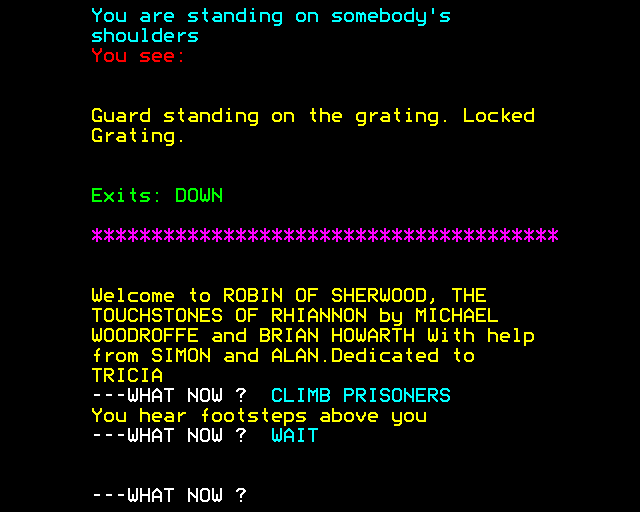 You are standing on somebody's
shoulders
You see:
Guard standing on the grating. Locked
Grating.
Exits: DOWN
***************************************
Welcome to ROBIN OF SHERWOOD, THE
TOUCHSTONES OF RHIANNON by MICHAEL
WOODROFFE and BRIAN HOWARTH With help
from SIMON and ALAN.Dedicated to
TRICIA
---WHAT NOW ?  CLIMB PRISONERS
You hear footsteps above you
---WHAT NOW ?  WAIT
---WHAT NOW ?